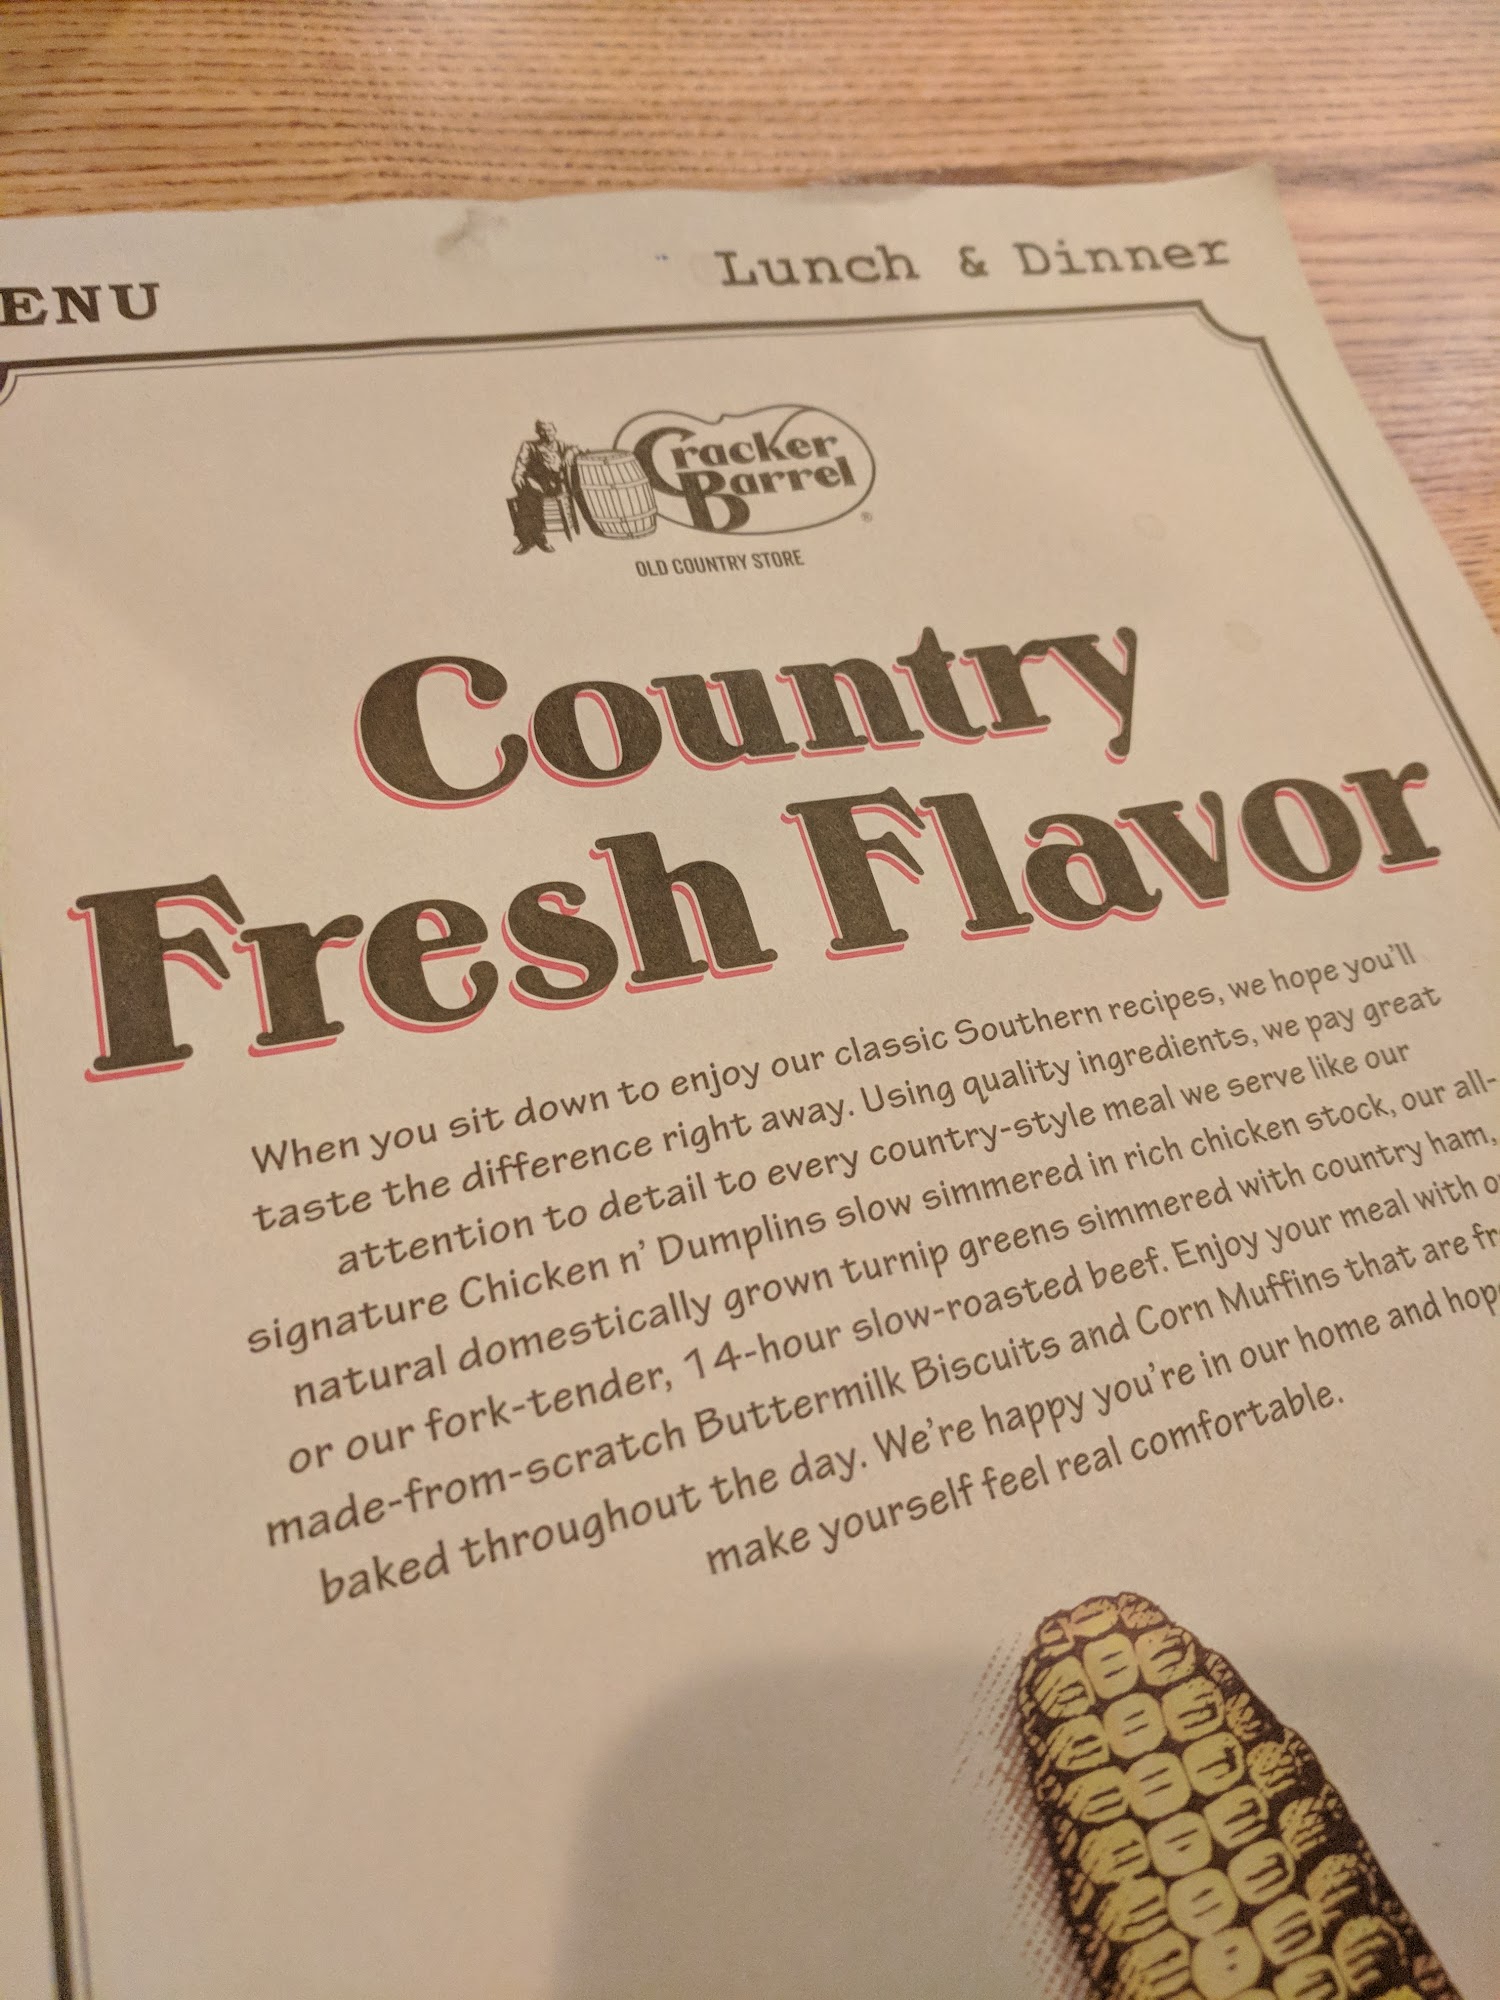 ENU
Lunch & Dinner
Cracker
Barrel
®
OLD COUNTRY STORE
Country
Fresh Flavor
When you sit down to enjoy our classic Southern recipes, we hope you'll
taste the difference right away. Using quality ingredients, we pay great
attention to detail to every country-style meal we serve like our
signature Chicken n' Dumplins slow simmered in rich chicken stock, our all-
natural domestically grown turnip greens simmered with country ham,
or our fork-tender, 14-hour slow-roasted beef. Enjoy your meal with o
made-from-scratch Buttermilk Biscuits and Corn Muffins that are fr
baked throughout the day. We're happy you're in our home and hop
make yourself feel real comfortable.